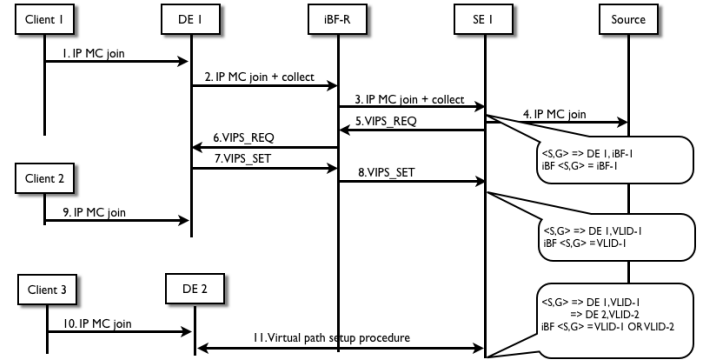 Client 1
DE 1
iBF-R
SE 1
Source
1. IP MC join
2. IP MC join + collect
3. IP MC join + collect
4. IP MC join
5.VIPS_REQ
6.VIPS_REQ
<S,G> => DE 1, iBF-1
iBF <S,G> = iBF-1
7.VIPS_SET
8.VIPS_SET
Client 2
9. IP MC join
<S,G> => DE 1,VLID-1
iBF <S,G> =VLID-1
Client 3
DE 2
<S,G> => DE 1,VLID-1
=> DE 2,VLID-2
iBF <S,G> =VLID-1 OR VLID-2
10. IP MC join
11.Virtual path setup procedure